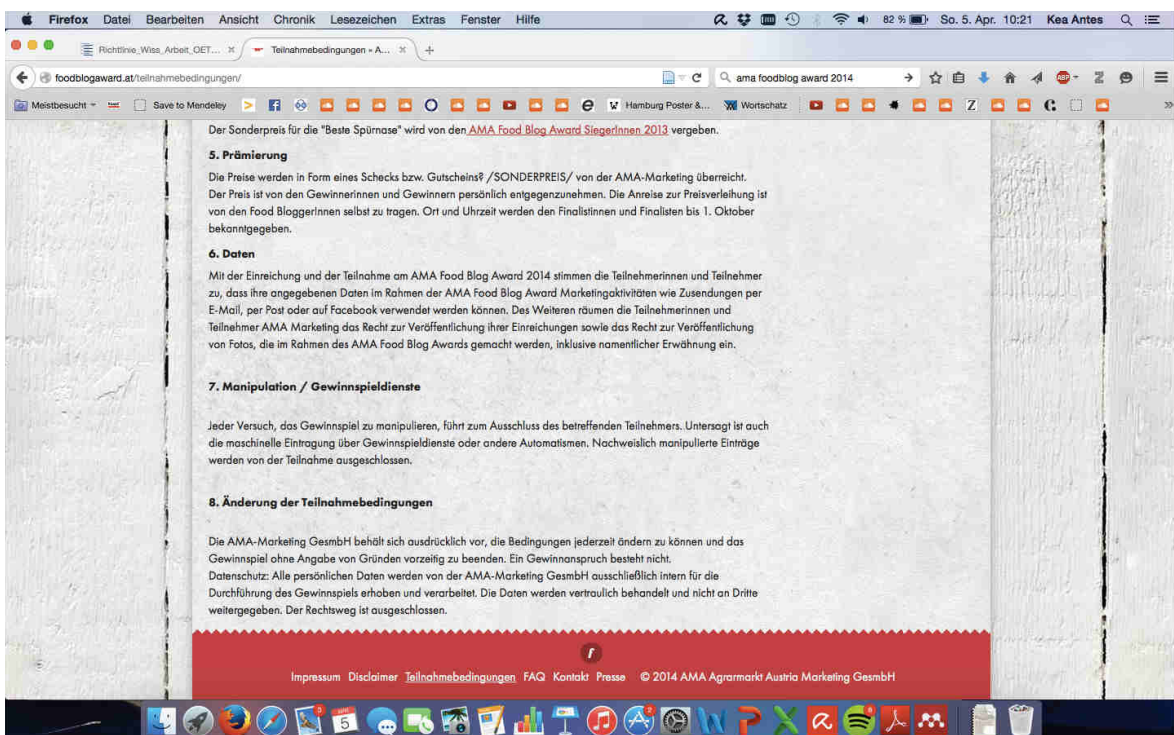 Firefox Datei Bearbeiten Ansicht Chronik Lesezeichen Extras Fenster Hilfe 82 % So. 5. Apr. 10:21 Kea Antes
Richtlinie_Wiss_Arbeit_OET... × Teilnahmebedingungen » A... × +
foodblogaward.at/teilnahmebedingungen/ ama foodblog award 2014
Meistbesucht Save to Mendeley Hamburg Poster &... Wortschatz
Der Sonderpreis für die "Beste Spürnase" wird von den AMA Food Blog Award SiegerInnen 2013 vergeben.
5. Prämierung
Die Preise werden in Form eines Schecks bzw. Gutscheins? /SONDERPREIS/ von der AMA-Marketing überreicht.
Der Preis ist von den Gewinnerinnen und Gewinnern persönlich entgegenzunehmen. Die Anreise zur Preisverleihung ist
von den Food BloggerInnen selbst zu tragen. Ort und Uhrzeit werden den Finalistinnen und Finalisten bis 1. Oktober
bekanntgegeben.
6. Daten
Mit der Einreichung und der Teilnahme am AMA Food Blog Award 2014 stimmen die Teilnehmerinnen und Teilnehmer
zu, dass ihre angegebenen Daten im Rahmen der AMA Food Blog Award Marketingaktivitäten wie Zusendungen per
E-Mail, per Post oder auf Facebook verwendet werden können. Des Weiteren räumen die Teilnehmerinnen und
Teilnehmer AMA Marketing das Recht zur Veröffentlichung ihrer Einreichungen sowie das Recht zur Veröffentlichung
von Fotos, die im Rahmen des AMA Food Blog Awards gemacht werden, inklusive namentlicher Erwähnung ein.
7. Manipulation / Gewinnspieldienste
Jeder Versuch, das Gewinnspiel zu manipulieren, führt zum Ausschluss des betreffenden Teilnehmers. Untersagt ist auch
die maschinelle Eintragung über Gewinnspieldienste oder andere Automatismen. Nachweislich manipulierte Einträge
werden von der Teilnahme ausgeschlossen.
8. Änderung der Teilnahmebedingungen
Die AMA-Marketing GesmbH behält sich ausdrücklich vor, die Bedingungen jederzeit ändern zu können und das
Gewinnspiel ohne Angabe von Gründen vorzeitig zu beenden. Ein Gewinnanspruch besteht nicht.
Datenschutz: Alle persönlichen Daten werden von der AMA-Marketing GesmbH ausschließlich intern für die
Durchführung des Gewinnspiels erhoben und verarbeitet. Die Daten werden vertraulich behandelt und nicht an Dritte
weitergegeben. Der Rechtsweg ist ausgeschlossen.
Impressum Disclaimer Teilnahmebedingungen FAQ Kontakt Presse © 2014 AMA Agrarmarkt Austria Marketing GesmbH